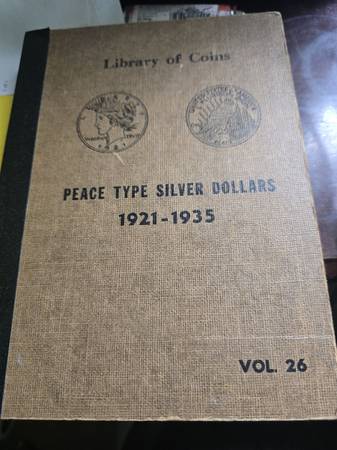 Library of Coins
PEACE TYPE SILVER DOLLARS
1921-1935
VOL. 26